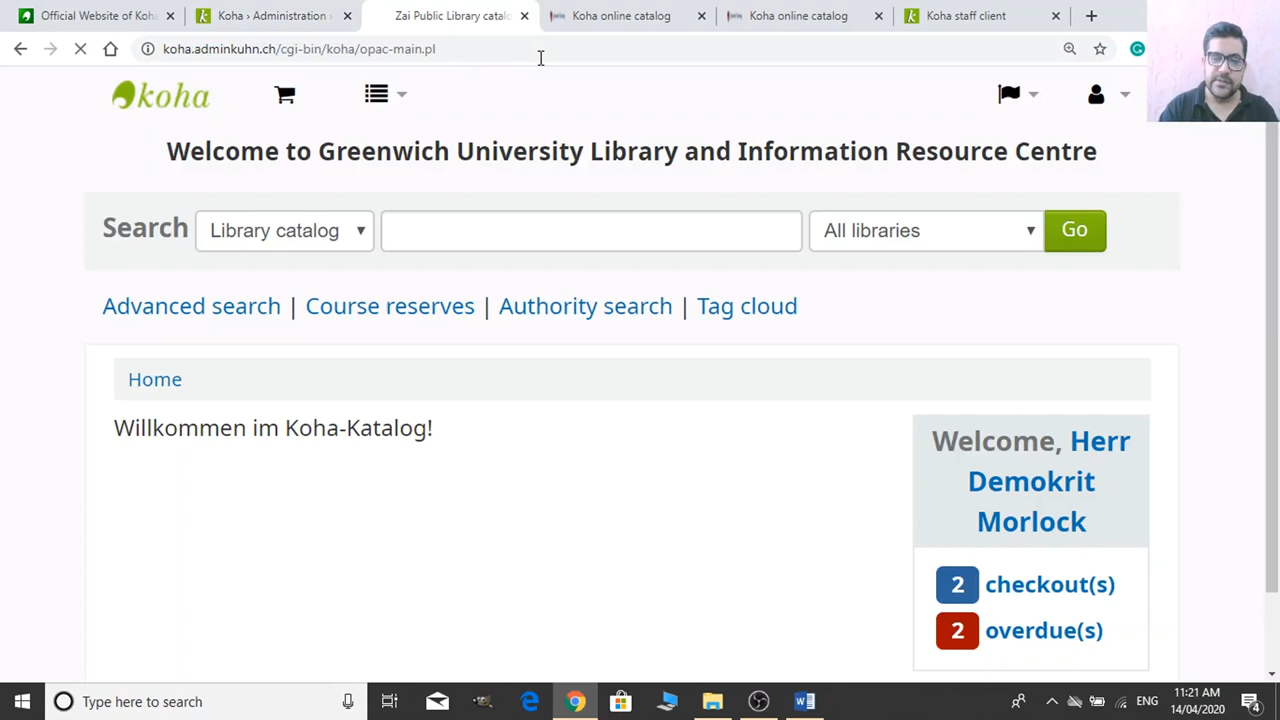 Official Website of Koha
Koha › Administration
Zai Public Library catalo
Koha online catalog
Koha online catalog
Koha staff client
koha.adminkuhn.ch/cgi-bin/koha/opac-main.pl
koha
Welcome to Greenwich University Library and Information Resource Centre
Search Library catalog All libraries Go
Advanced search | Course reserves | Authority search | Tag cloud
Home
Willkommen im Koha-Katalog!
Welcome, Herr
Demokrit
Morlock
2 checkout(s)
2 overdue(s)
Type here to search
ENG
11:21 AM
14/04/2020
4